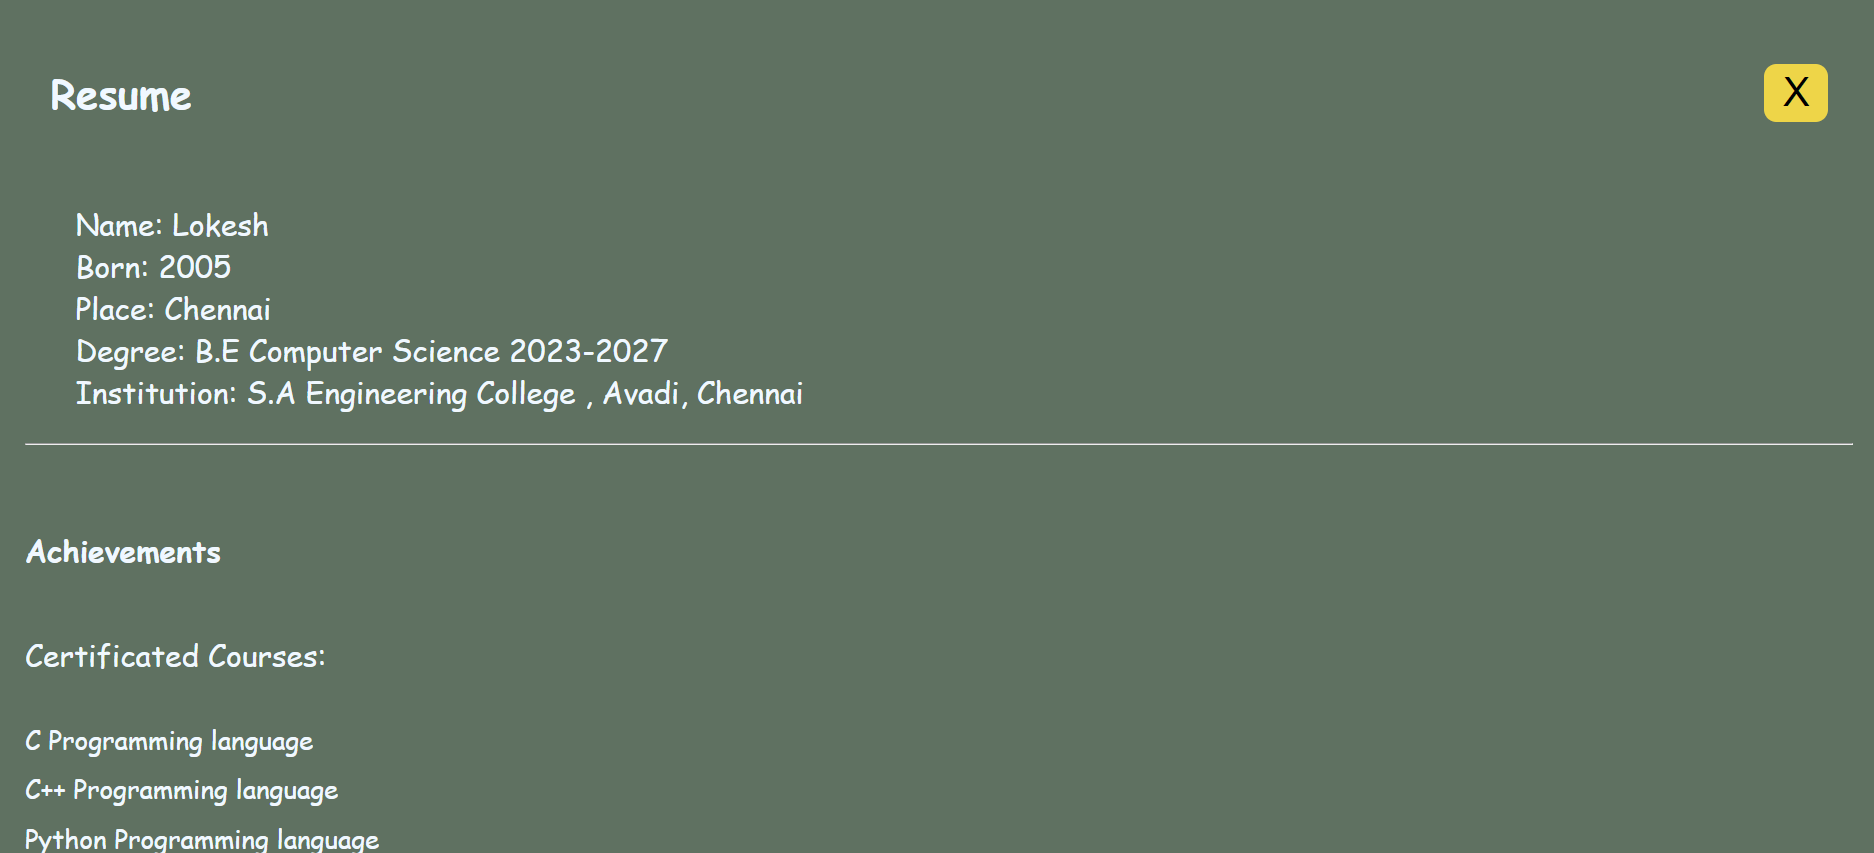 Resume
X
Name: Lokesh
Born: 2005
Place: Chennai
Degree: B.E Computer Science 2023-2027
Institution: S.A Engineering College , Avadi, Chennai
Achievements
Certificated Courses:
C Programming language
C++ Programming language
Python Programming language